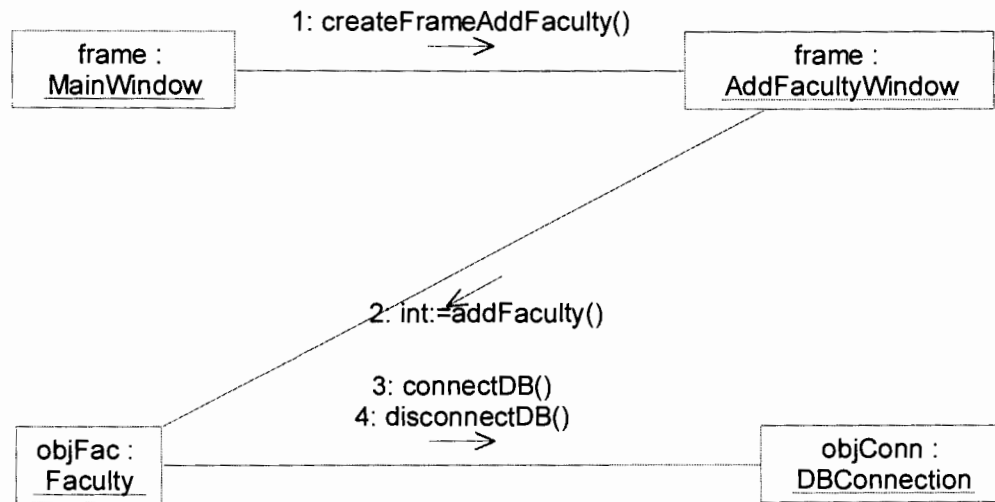 1: createFrameAddFaculty()
frame :
MainWindow
frame :
AddFacultyWindow
2: int:=addFaculty()
3: connectDB()
4: disconnectDB()
objFac :
Faculty
objConn :
DBConnection